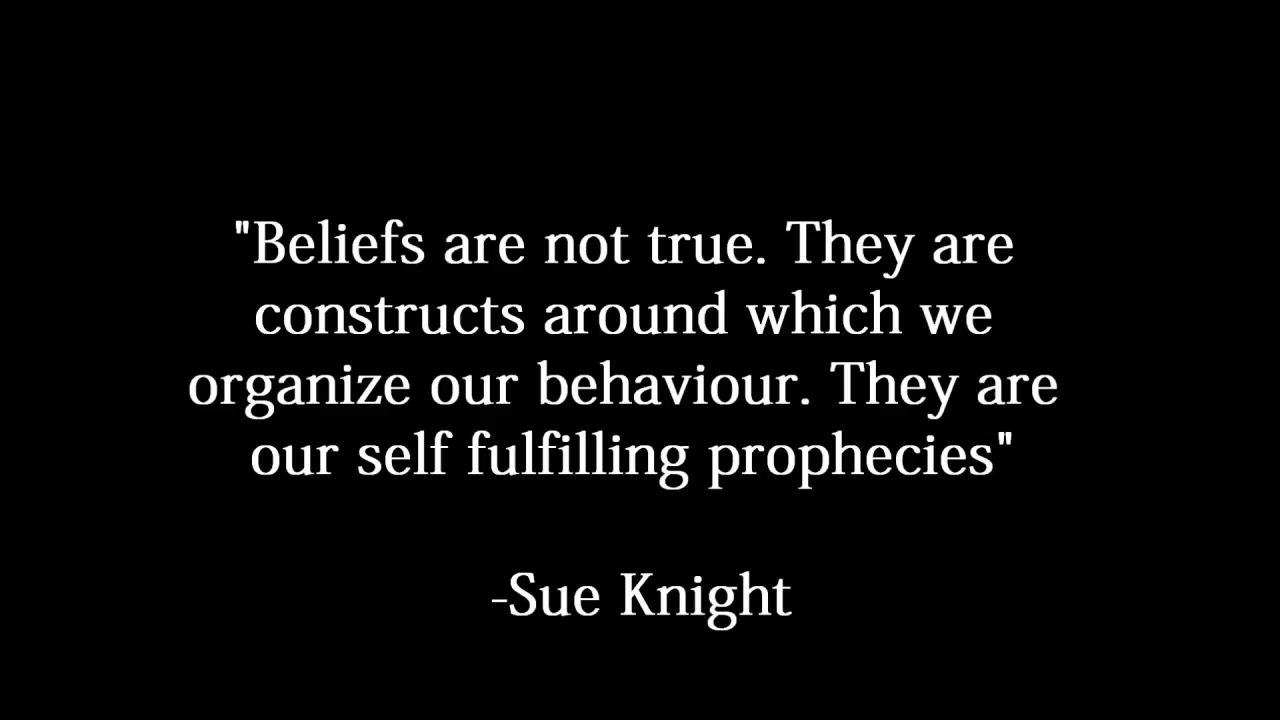 "Beliefs are not true. They are
constructs around which we
organize our behaviour. They are
our self fulfilling prophecies"
-Sue Knight